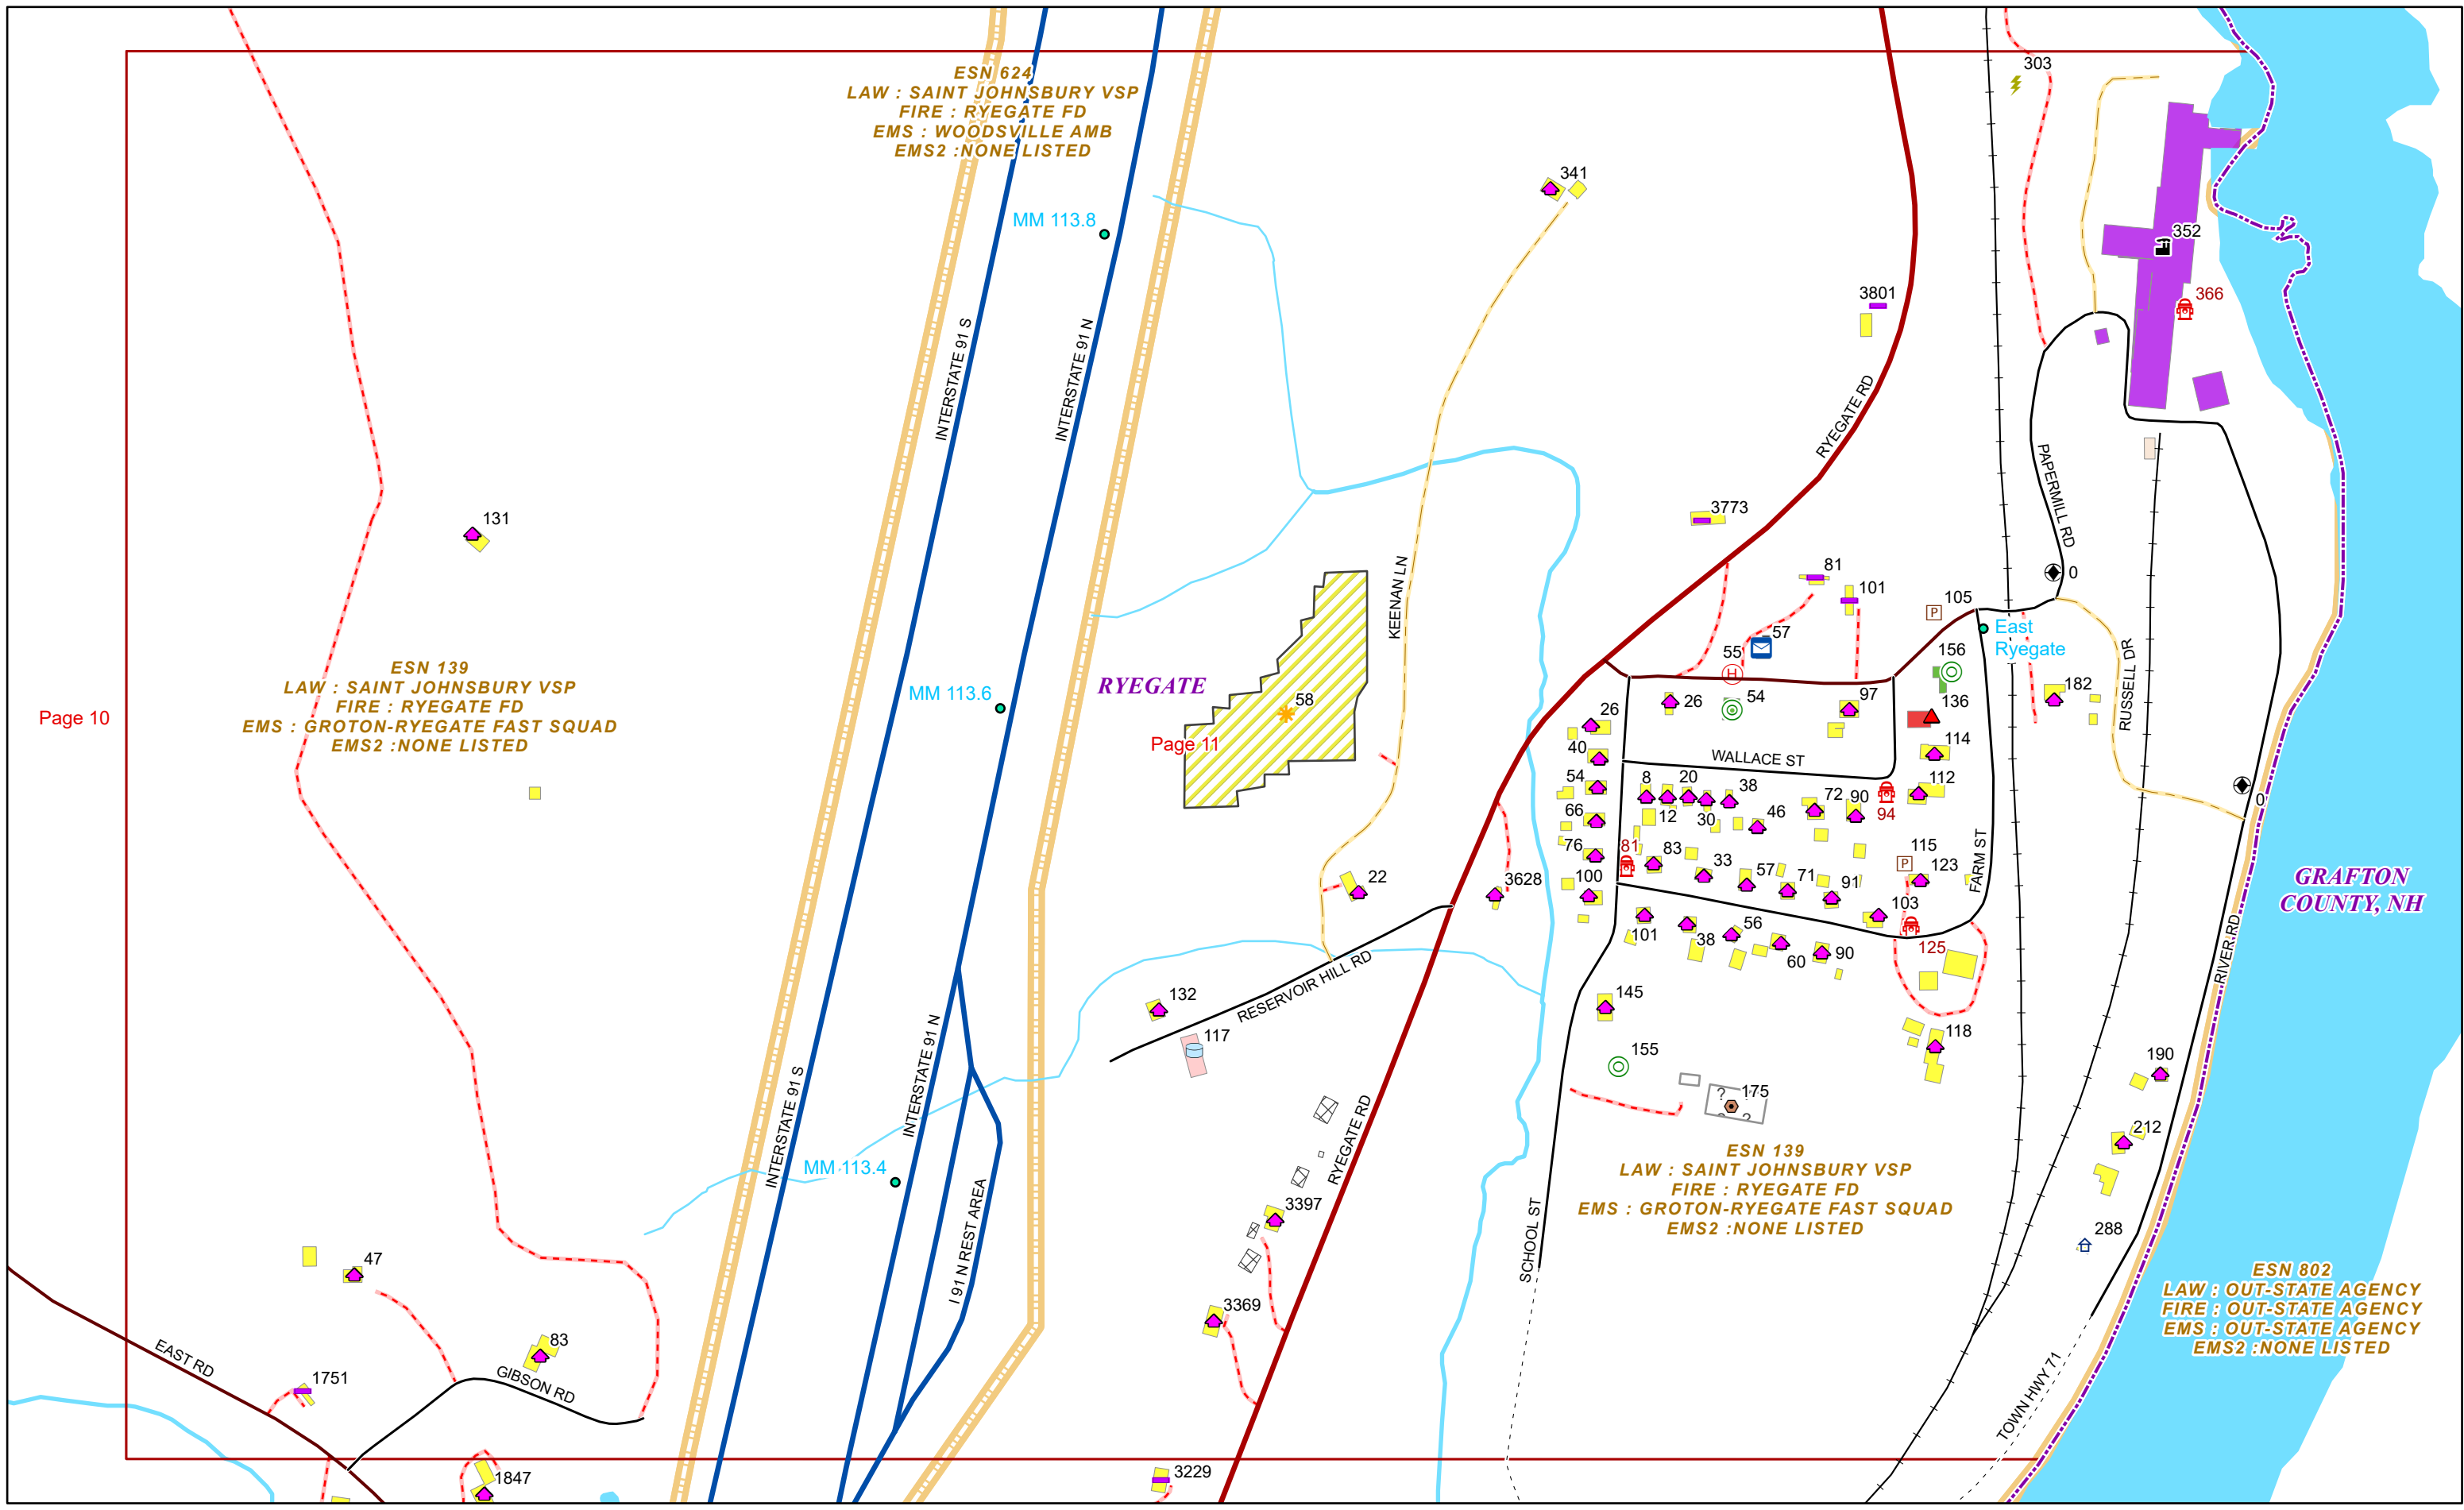 303
ESN 624
LAW : SAINT JOHNSBURY VSP
FIRE : RYEGATE FD
EMS : WOODSVILLE AMB
EMS2 :NONE LISTED
341
MM 113.8
352
366
3801
INTERSTATE 91 S
INTERSTATE 91 N
RYEGATE RD
PAPERMILL RD
131
3773
81
0
101
105
KEENAN LN
57
East
Ryegate
55
156
RUSSELL DR
ESN 139
LAW : SAINT JOHNSBURY VSP
FIRE : RYEGATE FD
EMS : GROTON-RYEGATE FAST SQUAD
EMS2 :NONE LISTED
Page 10
MM 113.6
RYEGATE
58
Page 11
182
26
26
54
97
136
40
WALLACE ST
114
54
8
20
38
112
66
12
30
46
72
90
94
0
76
81
83
33
57
71
91
115
123
FARM ST
22
3628
100
103
GRAFTON
COUNTY, NH
101
38
56
60
90
125
RIVER RD
132
RESERVOIR HILL RD
145
117
118
INTERSTATE 91 S
INTERSTATE 91 N
155
190
P
P
H
?
?
175
RYEGATE RD
212
MM 113.4
ESN 139
LAW : SAINT JOHNSBURY VSP
FIRE : RYEGATE FD
EMS : GROTON-RYEGATE FAST SQUAD
EMS2 :NONE LISTED
I 91 N REST AREA
3397
SCHOOL ST
288
47
3369
ESN 802
LAW : OUT-STATE AGENCY
FIRE : OUT-STATE AGENCY
EMS : OUT-STATE AGENCY
EMS2 :NONE LISTED
EAST RD
83
GIBSON RD
1751
TOWN HWY 71
1847
3229